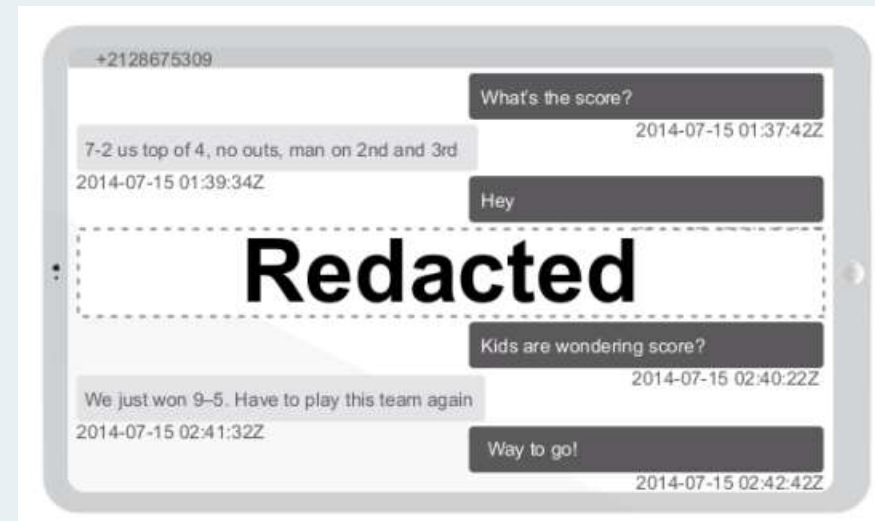 +2128675309
What's the score?
2014-07-15 01:37:42Z
7-2 us top of 4, no outs, man on 2nd and 3rd
2014-07-15 01:39:34Z
Hey
Redacted
Kids are wondering score?
2014-07-15 02:40:22Z
We just won 9–5. Have to play this team again
2014-07-15 02:41:32Z
Way to go!
2014-07-15 02:42:42Z